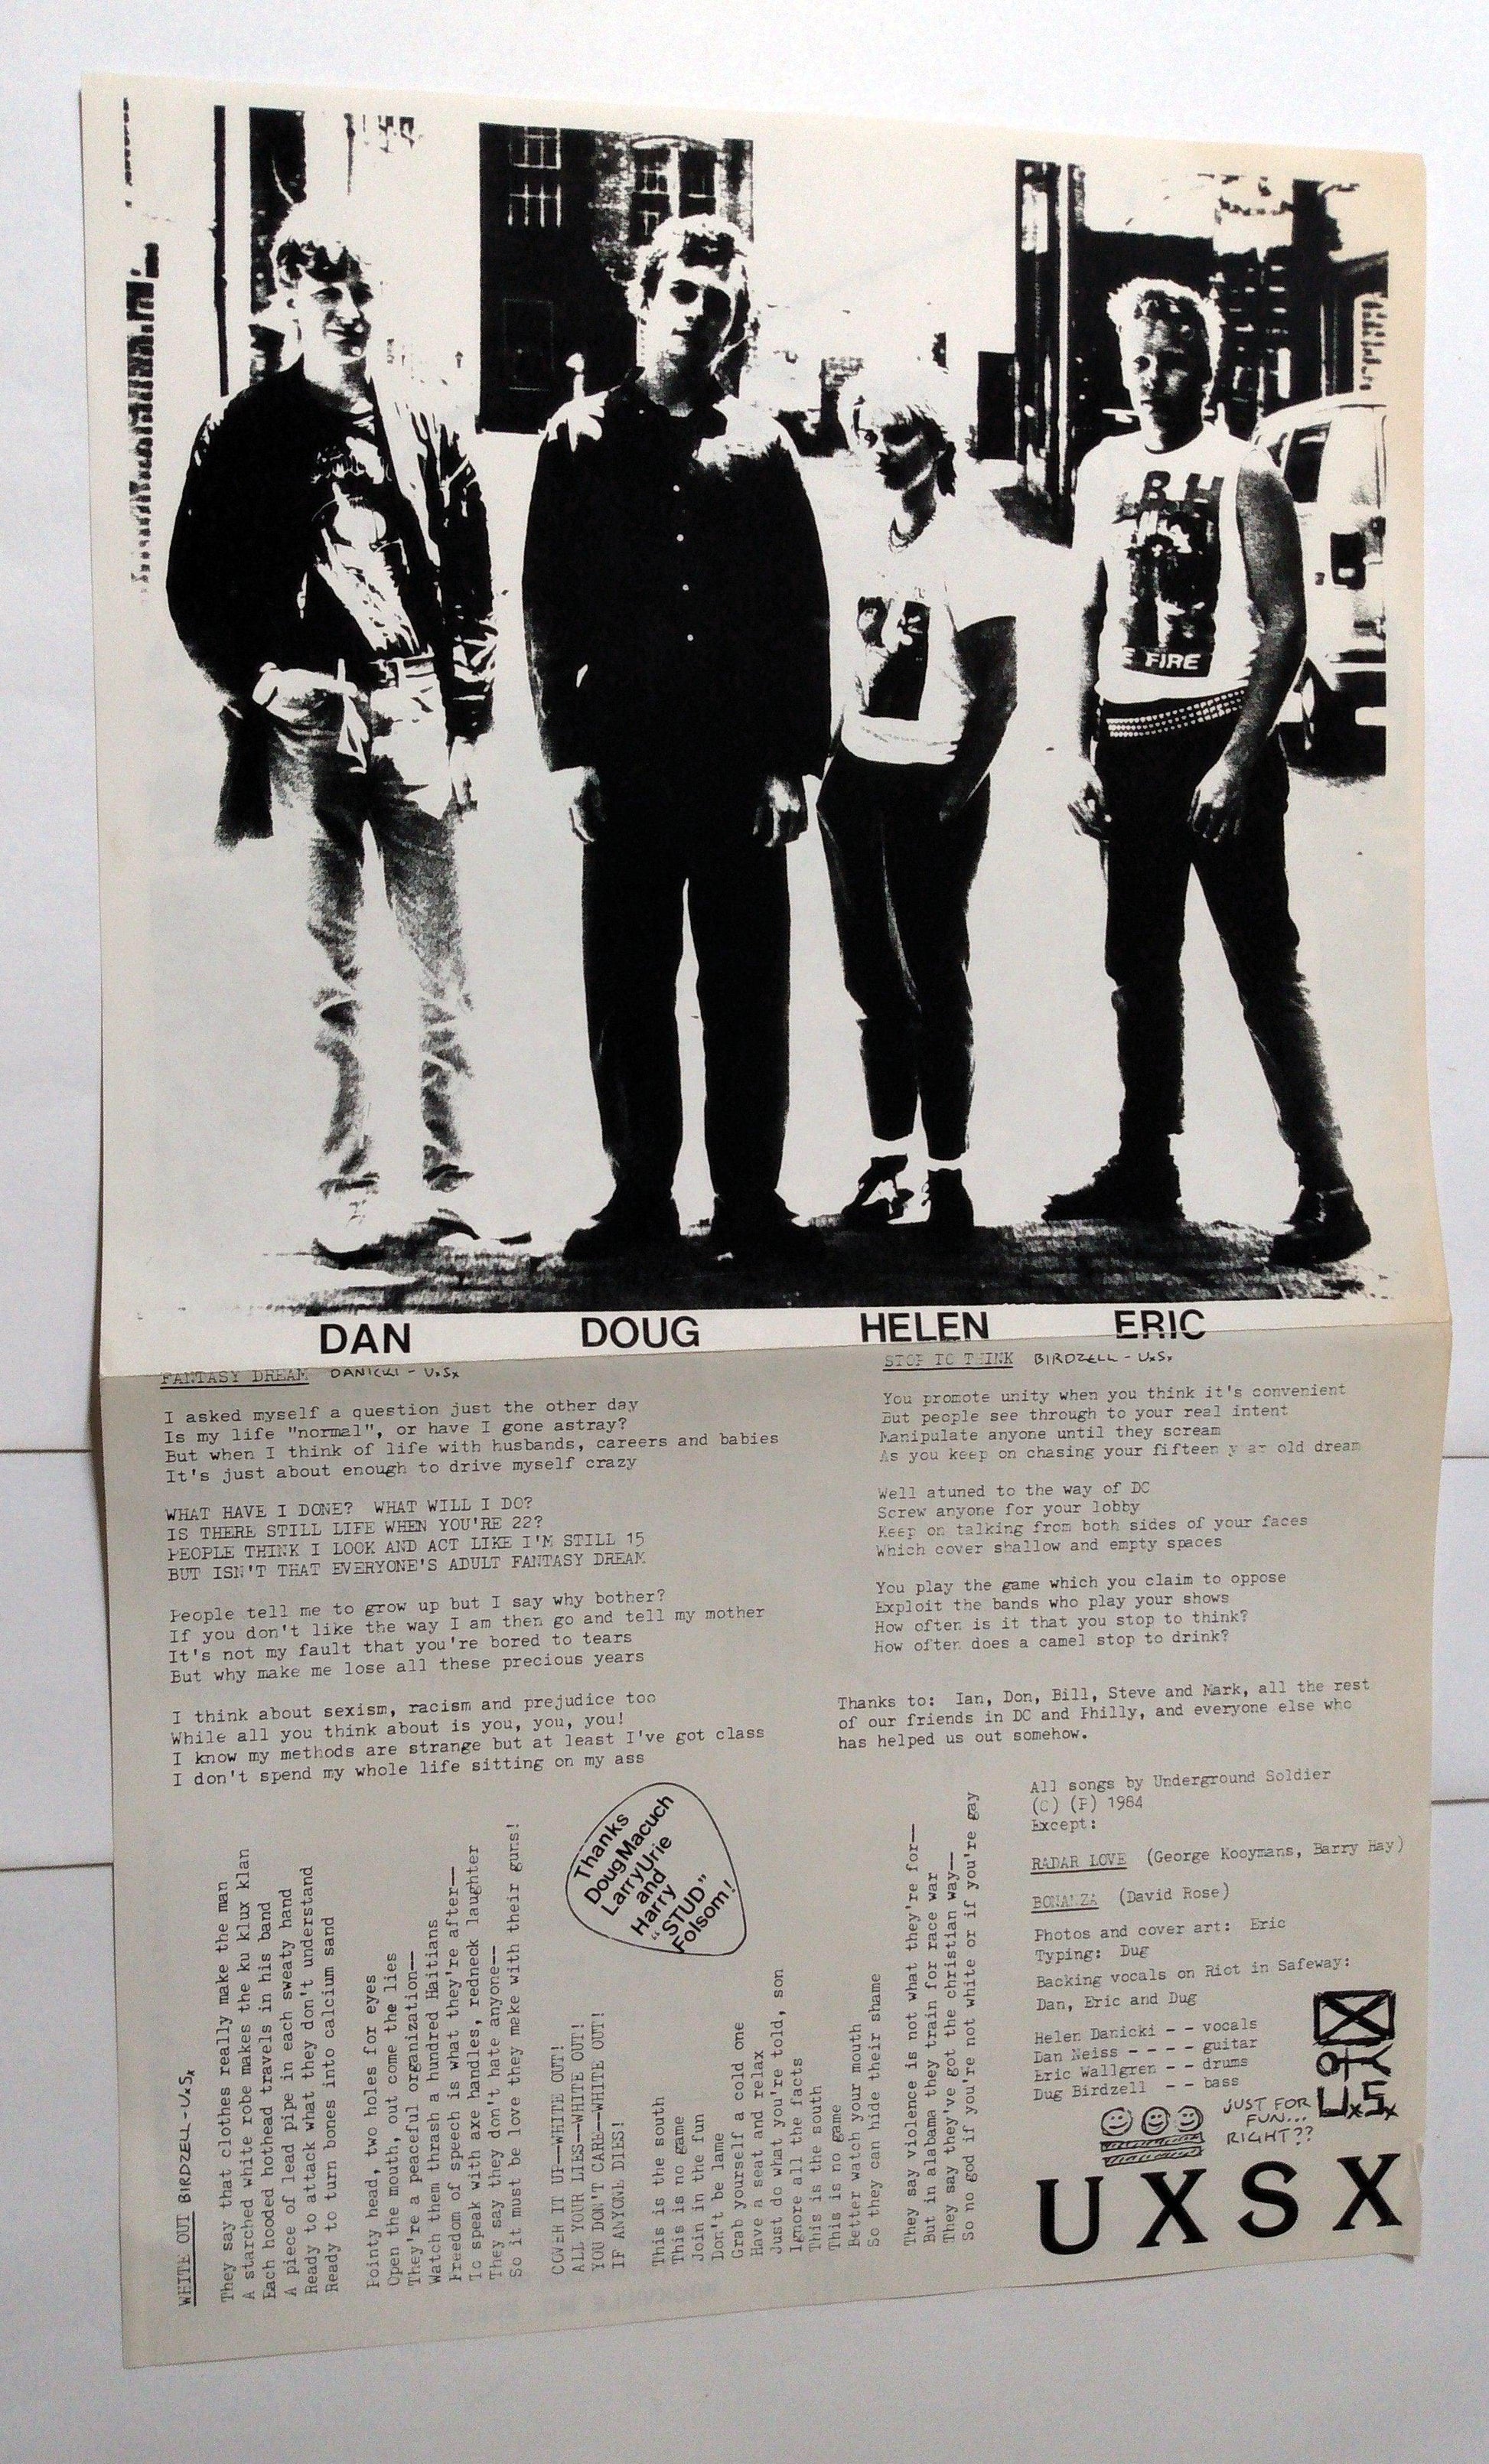 RH
E FIRE
DAN DOUG HELEN ERIC
FANTASY DREAM DANICKI - UxSx
I asked myself a question just the other day
Is my life "normal", or have I gone astray?
But when I think of life with husbands, careers and babies
It's just about enough to drive myself crazy
WHAT HAVE I DONE? WHAT WILL I DO?
IS THERE STILL LIFE WHEN YOU'RE 22?
PEOPLE THINK I LOOK AND ACT LIKE I'M STILL 15
BUT ISN'T THAT EVERYONE'S ADULT FANTASY DREAM
People tell me to grow up but I say why bother?
If you don't like the way I am then go and tell my mother
It's not my fault that you're bored to tears
But why make me lose all these precious years
I think about sexism, racism and prejudice too
While all you think about is you, you, you!
I know my methods are strange but at least I've got class
I don't spend my whole life sitting on my ass
STOP TO THINK BIRDZELL - UxSx
You promote unity when you think it's convenient
But people see through to your real intent
Manipulate anyone until they scream
As you keep on chasing your fifteen year old dream
Well atuned to the way of DC
Screw anyone for your lobby
Keep on talking from both sides of your faces
Which cover shallow and empty spaces
You play the game which you claim to oppose
Exploit the bands who play your shows
How often is it that you stop to think?
How often does a camel stop to drink?
Thanks to: Ian, Don, Bill, Steve and Mark, all the rest
of our friends in DC and Philly, and everyone else who
has helped us out somehow.
WHITE OUT BIRDZELL - UxSx
They say that clothes really make the man
A starched white robe makes the ku klux klan
Each hooded hothead travels in his band
A piece of lead pipe in each sweaty hand
Ready to attack what they don't understand
Ready to turn bones into calcium sand
Pointy head, two holes for eyes
Open the mouth, out come the lies
They're a peaceful organization—
Watch them thrash a hundred Haitians
Freedom of speech is what they're after—
To speak with axe handles, redneck laughter
They say they don't hate anyone—
So it must be love they make with their guns!
COVER IT UP—WHITE OUT!
ALL YOUR LIES—WHITE OUT!
YOU DON'T CARE—WHITE OUT!
IF ANYONE DIES!
This is the south
This is no game
Join in the fun
Don't be lame
Grab yourself a cold one
Have a seat and relax
Just do what you're told, son
Ignore all the facts
This is the south
This is no game
Better watch your mouth
So they can hide their shame
They say violence is not what they're for—
But in alabama they train for race war
They say they've got the christian way—
So no god if you're not white or if you're gay
Thanks
Doug Macuch
Larry Urie
and
Harry
"STUD"
Folsom!
All songs by Underground Soldier
(C) (P) 1984
Except:
RADAR LOVE (George Kooymans, Barry Hay)
BONANZA (David Rose)
Photos and cover art: Eric
Typing: Dug
Backing vocals on Riot in Safeway:
Dan, Eric and Dug
Helen Danicki - - vocals
Dan Neiss - - - - guitar
Eric Wallgren - - drums
Dug Birdzell - - bass
JUST FOR
FUN...
RIGHT??
UxSx
UXSX